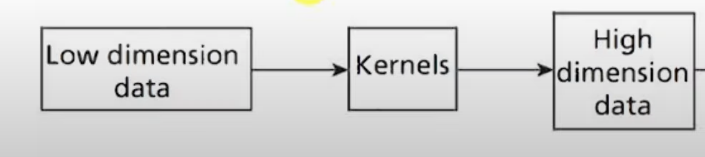 Low dimension
data
Kernels
High
dimension
data